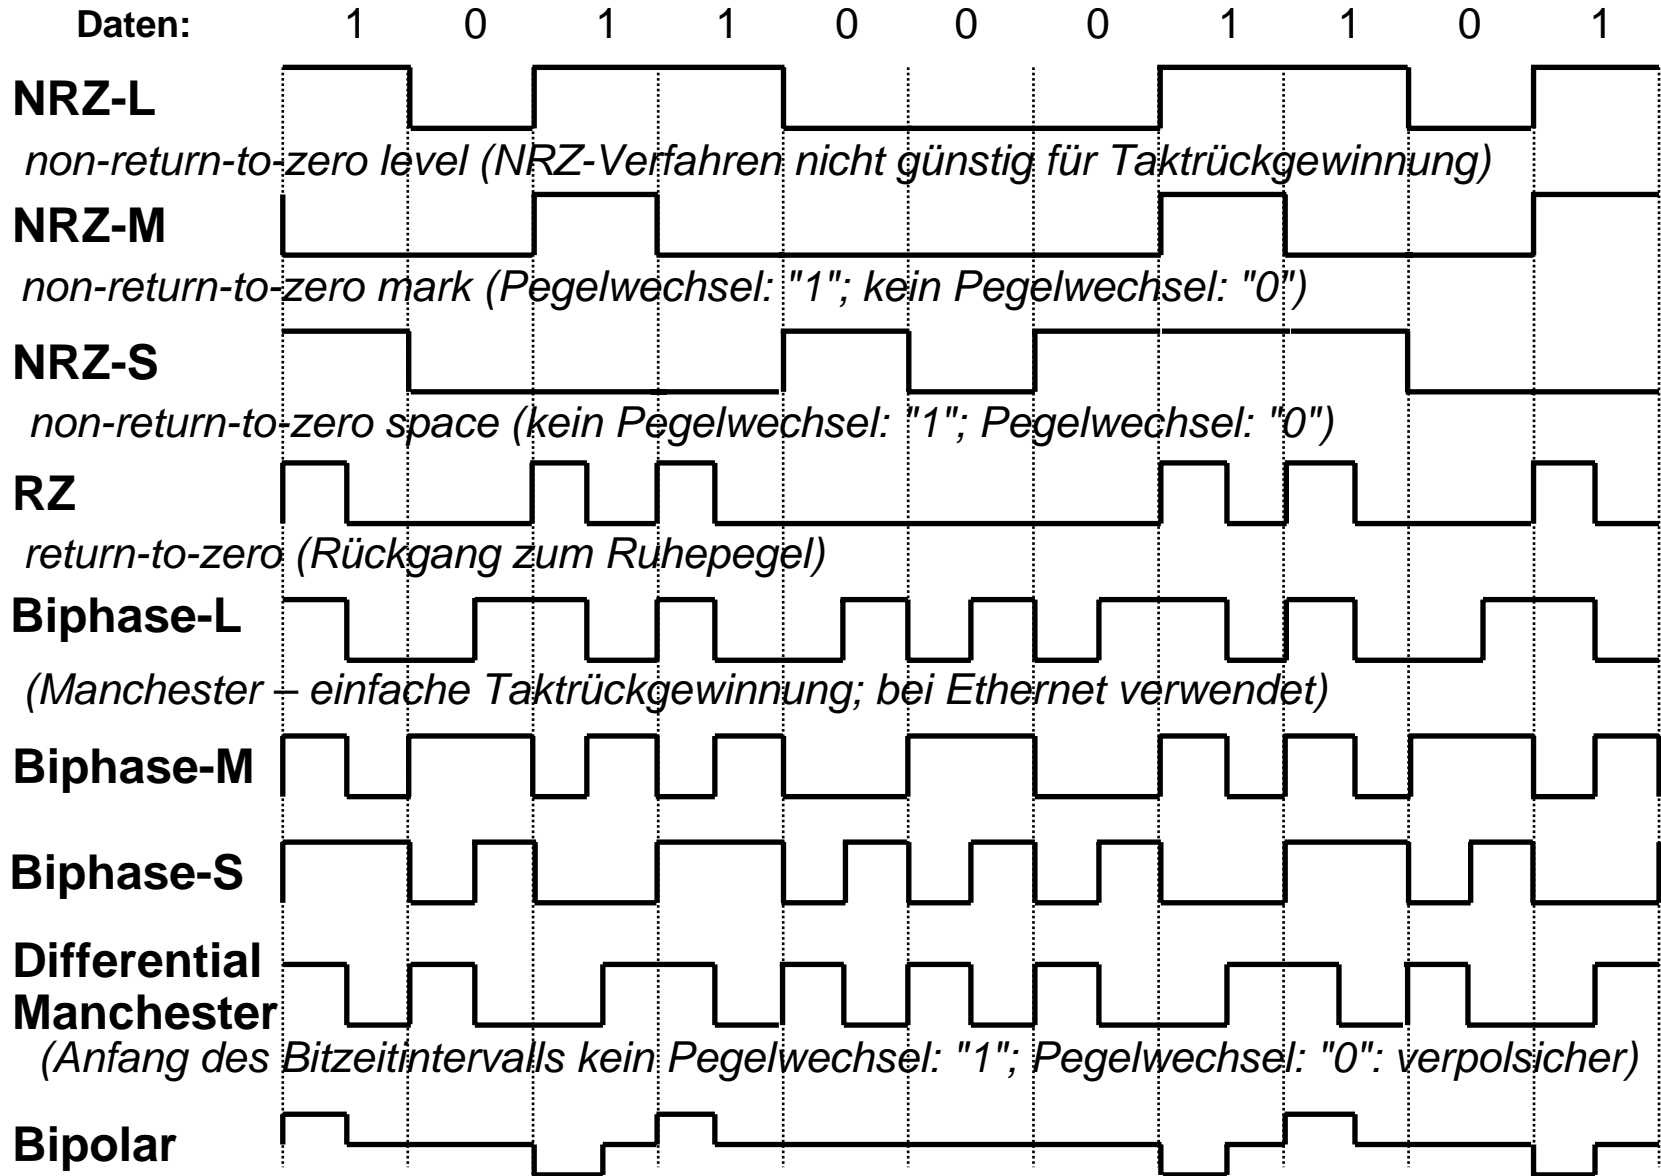 Daten: 1 0 1 1 0 0 0 1 1 0 1
NRZ-L
non-return-to-zero level (NRZ-Verfahren nicht günstig für Taktrückgewinnung)
NRZ-M
non-return-to-zero mark (Pegelwechsel: "1"; kein Pegelwechsel: "0")
NRZ-S
non-return-to-zero space (kein Pegelwechsel: "1"; Pegelwechsel: "0")
RZ
return-to-zero (Rückgang zum Ruhepegel)
Biphase-L
(Manchester – einfache Taktrückgewinnung; bei Ethernet verwendet)
Biphase-M
Biphase-S
Differential
Manchester
(Anfang des Bitzeitintervalls kein Pegelwechsel: "1"; Pegelwechsel: "0": verpolsicher)
Bipolar